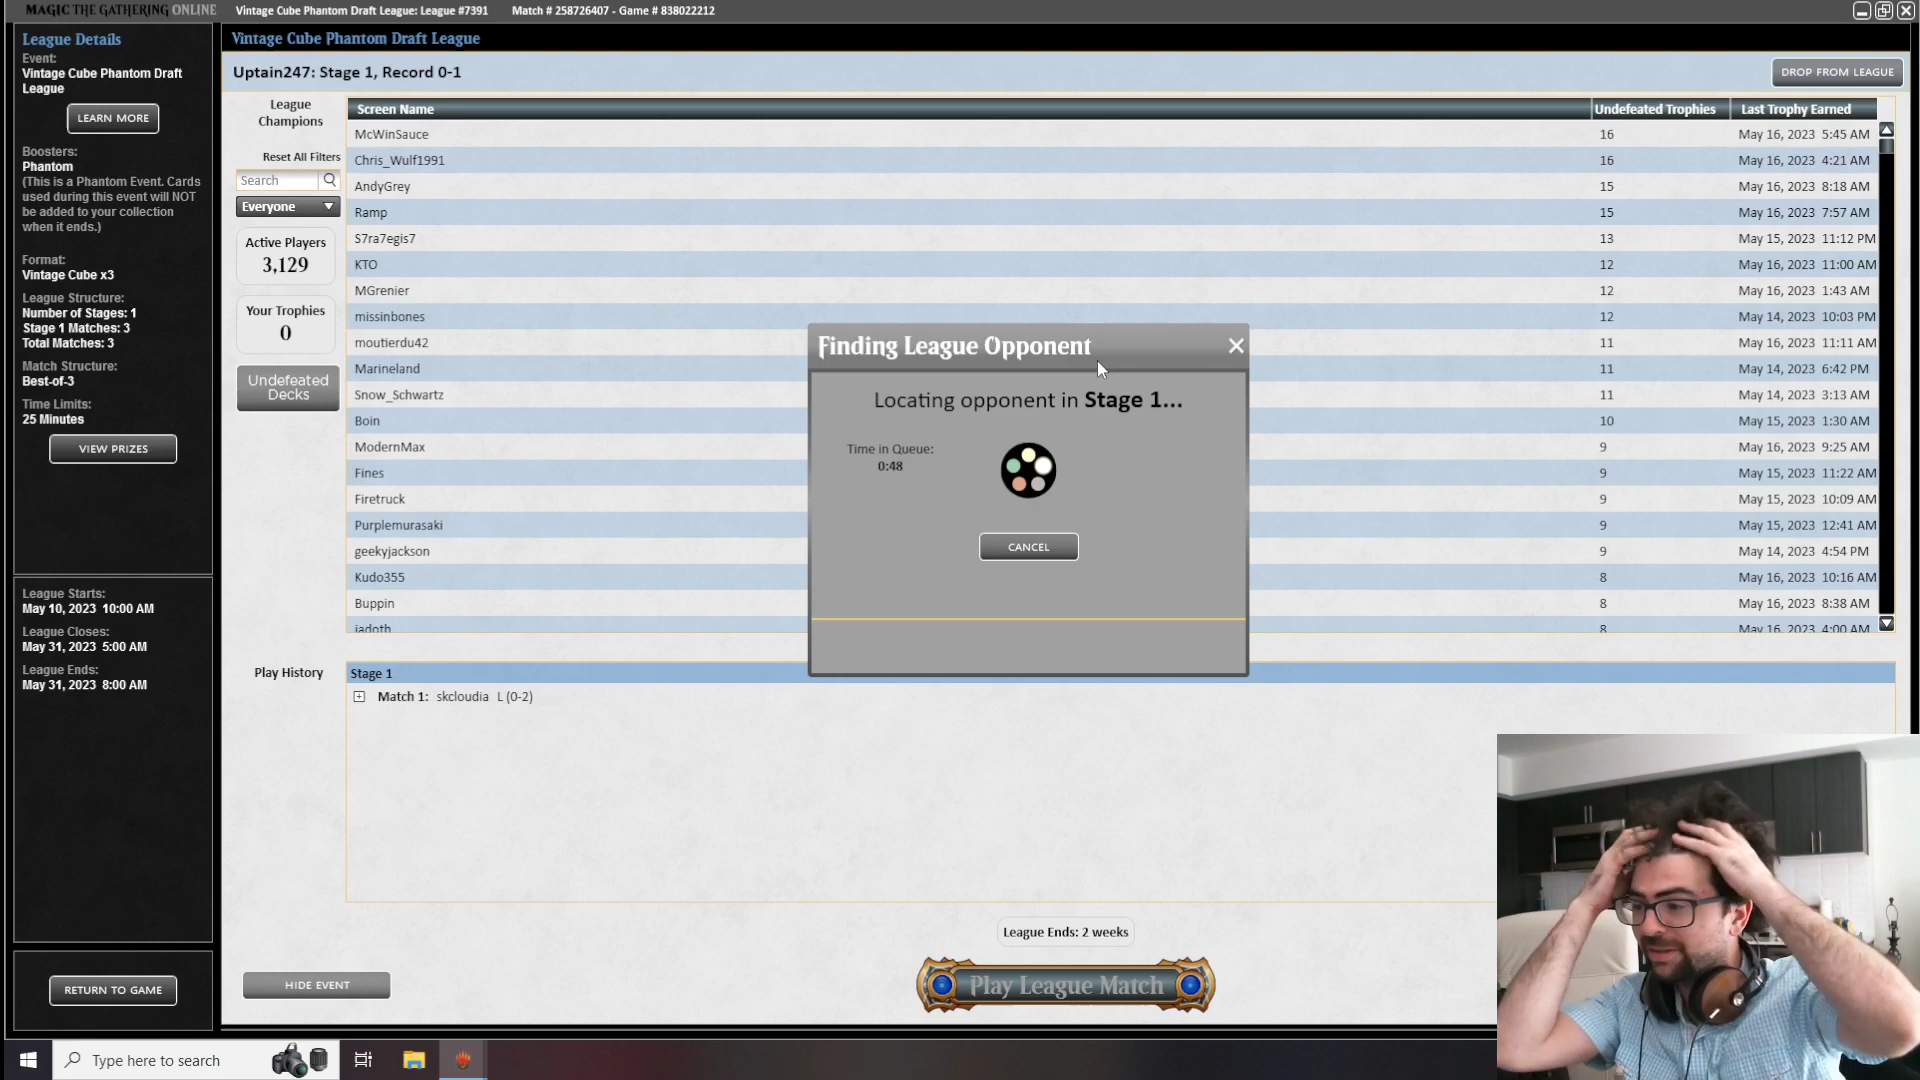 MAGIC THE GATHERING ONLINE
Vintage Cube Phantom Draft League: League #7391
Match # 258726407 - Game # 838022212
League Details
Event:
Vintage Cube Phantom Draft
League
LEARN MORE
Boosters:
Phantom
(This is a Phantom Event. Cards
used during this event will NOT
be added to your collection
when it ends.)
Format:
Vintage Cube x3
League Structure:
Number of Stages: 1
Stage 1 Matches: 3
Total Matches: 3
Match Structure:
Best-of-3
Time Limits:
25 Minutes
VIEW PRIZES
League Starts:
May 10, 2023 10:00 AM
League Closes:
May 31, 2023 5:00 AM
League Ends:
May 31, 2023 8:00 AM
RETURN TO GAME
Vintage Cube Phantom Draft League
Uptain247: Stage 1, Record 0-1
DROP FROM LEAGUE
League
Champions
Reset All Filters
Search
Everyone
Active Players
3,129
Your Trophies
0
Undefeated
Decks
Screen Name Undefeated Trophies Last Trophy Earned
McWinSauce 16 May 16, 2023 5:45 AM
Chris_Wulf1991 16 May 16, 2023 4:21 AM
AndyGrey 15 May 16, 2023 8:18 AM
Ramp 15 May 16, 2023 7:57 AM
S7ra7egis7 13 May 15, 2023 11:12 PM
KTO 12 May 16, 2023 11:00 AM
MGrenier 12 May 16, 2023 1:43 AM
missinbones 12 May 14, 2023 10:03 PM
moutierdu42 11 May 16, 2023 11:11 AM
Marineland 11 May 14, 2023 6:42 PM
Snow_Schwartz 11 May 14, 2023 3:13 AM
Boin 10 May 16, 2023 1:30 AM
ModernMax 9 May 16, 2023 9:25 AM
Fines 9 May 15, 2023 11:22 AM
Firetruck 9 May 15, 2023 10:09 AM
Purplemurasaki 9 May 15, 2023 12:41 AM
geekyjackson 9 May 14, 2023 4:54 PM
Kudo355 8 May 16, 2023 10:16 AM
Buppin 8 May 16, 2023 8:38 AM
jadoth 8 May 16, 2023 4:00 AM
Finding League Opponent
Locating opponent in Stage 1...
Time in Queue:
0:48
CANCEL
Play History
Stage 1
Match 1: skcloudia L (0-2)
League Ends: 2 weeks
HIDE EVENT
Play League Match
Type here to search